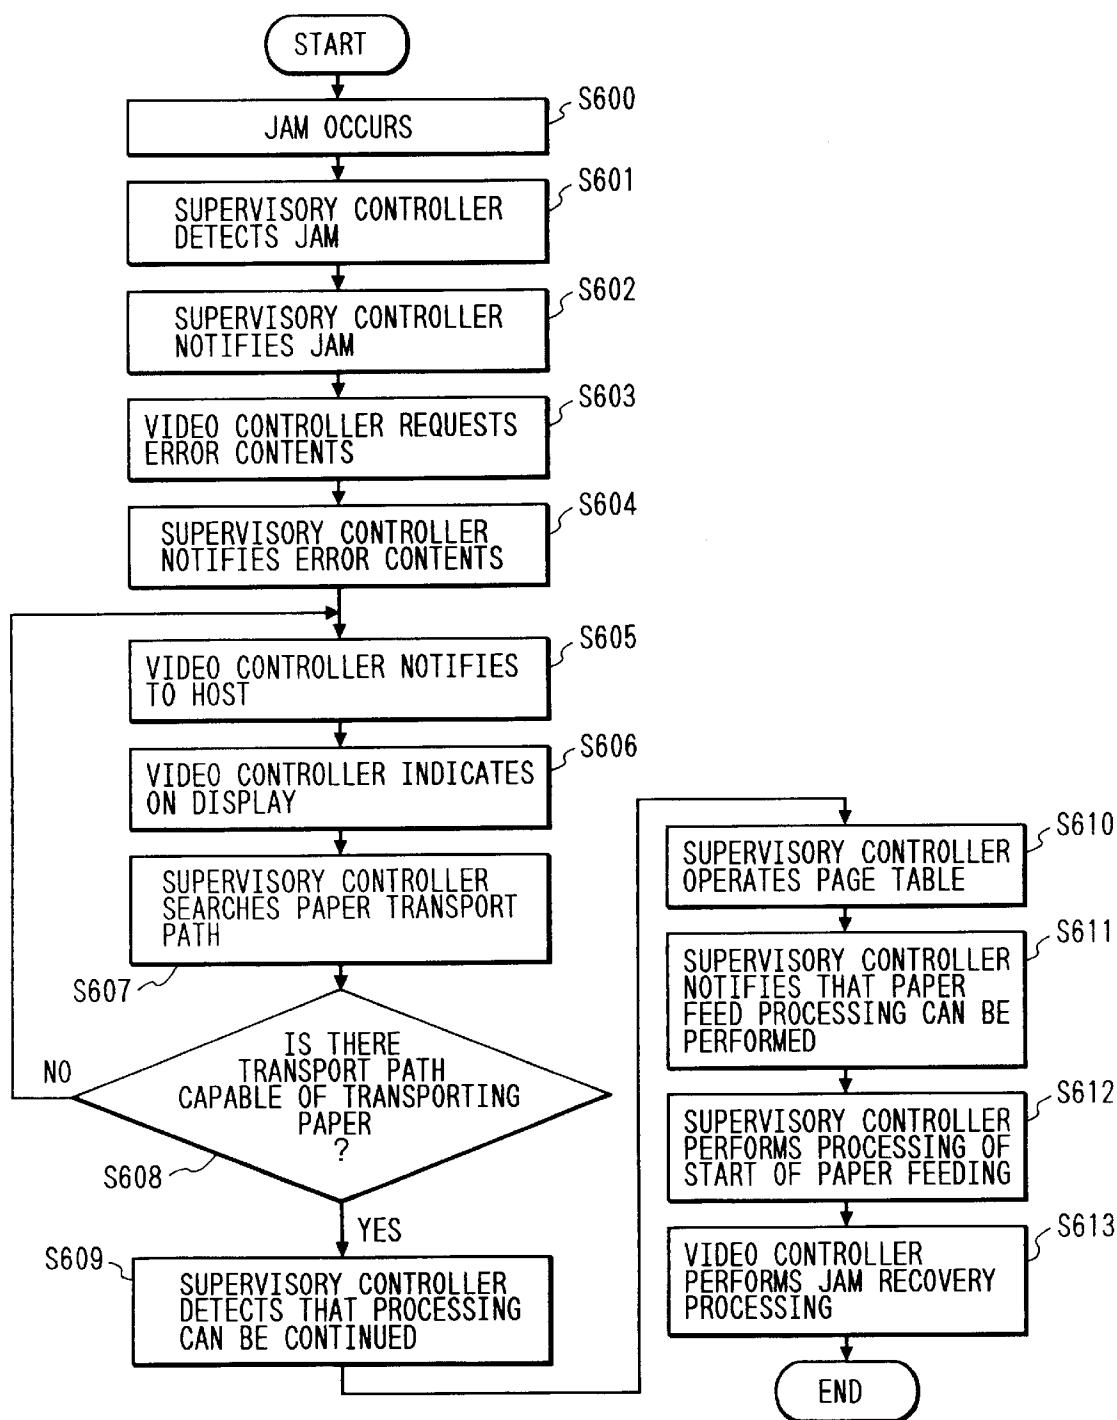 START
JAM OCCURS
S600
SUPERVISORY CONTROLLER
DETECTS JAM
S601
SUPERVISORY CONTROLLER
NOTIFIES JAM
S602
VIDEO CONTROLLER REQUESTS
ERROR CONTENTS
S603
SUPERVISORY CONTROLLER
NOTIFIES ERROR CONTENTS
S604
VIDEO CONTROLLER NOTIFIES
TO HOST
S605
VIDEO CONTROLLER INDICATES
ON DISPLAY
S606
SUPERVISORY CONTROLLER
SEARCHES PAPER TRANSPORT
PATH
S607
IS THERE
TRANSPORT PATH
CAPABLE OF TRANSPORTING
PAPER
?
NO
S608
YES
S609
SUPERVISORY CONTROLLER
DETECTS THAT PROCESSING
CAN BE CONTINUED
S610
SUPERVISORY CONTROLLER
OPERATES PAGE TABLE
S611
SUPERVISORY CONTROLLER
NOTIFIES THAT PAPER
FEED PROCESSING CAN BE
PERFORMED
S612
SUPERVISORY CONTROLLER
PERFORMS PROCESSING OF
START OF PAPER FEEDING
S613
VIDEO CONTROLLER
PERFORMS JAM RECOVERY
PROCESSING
END